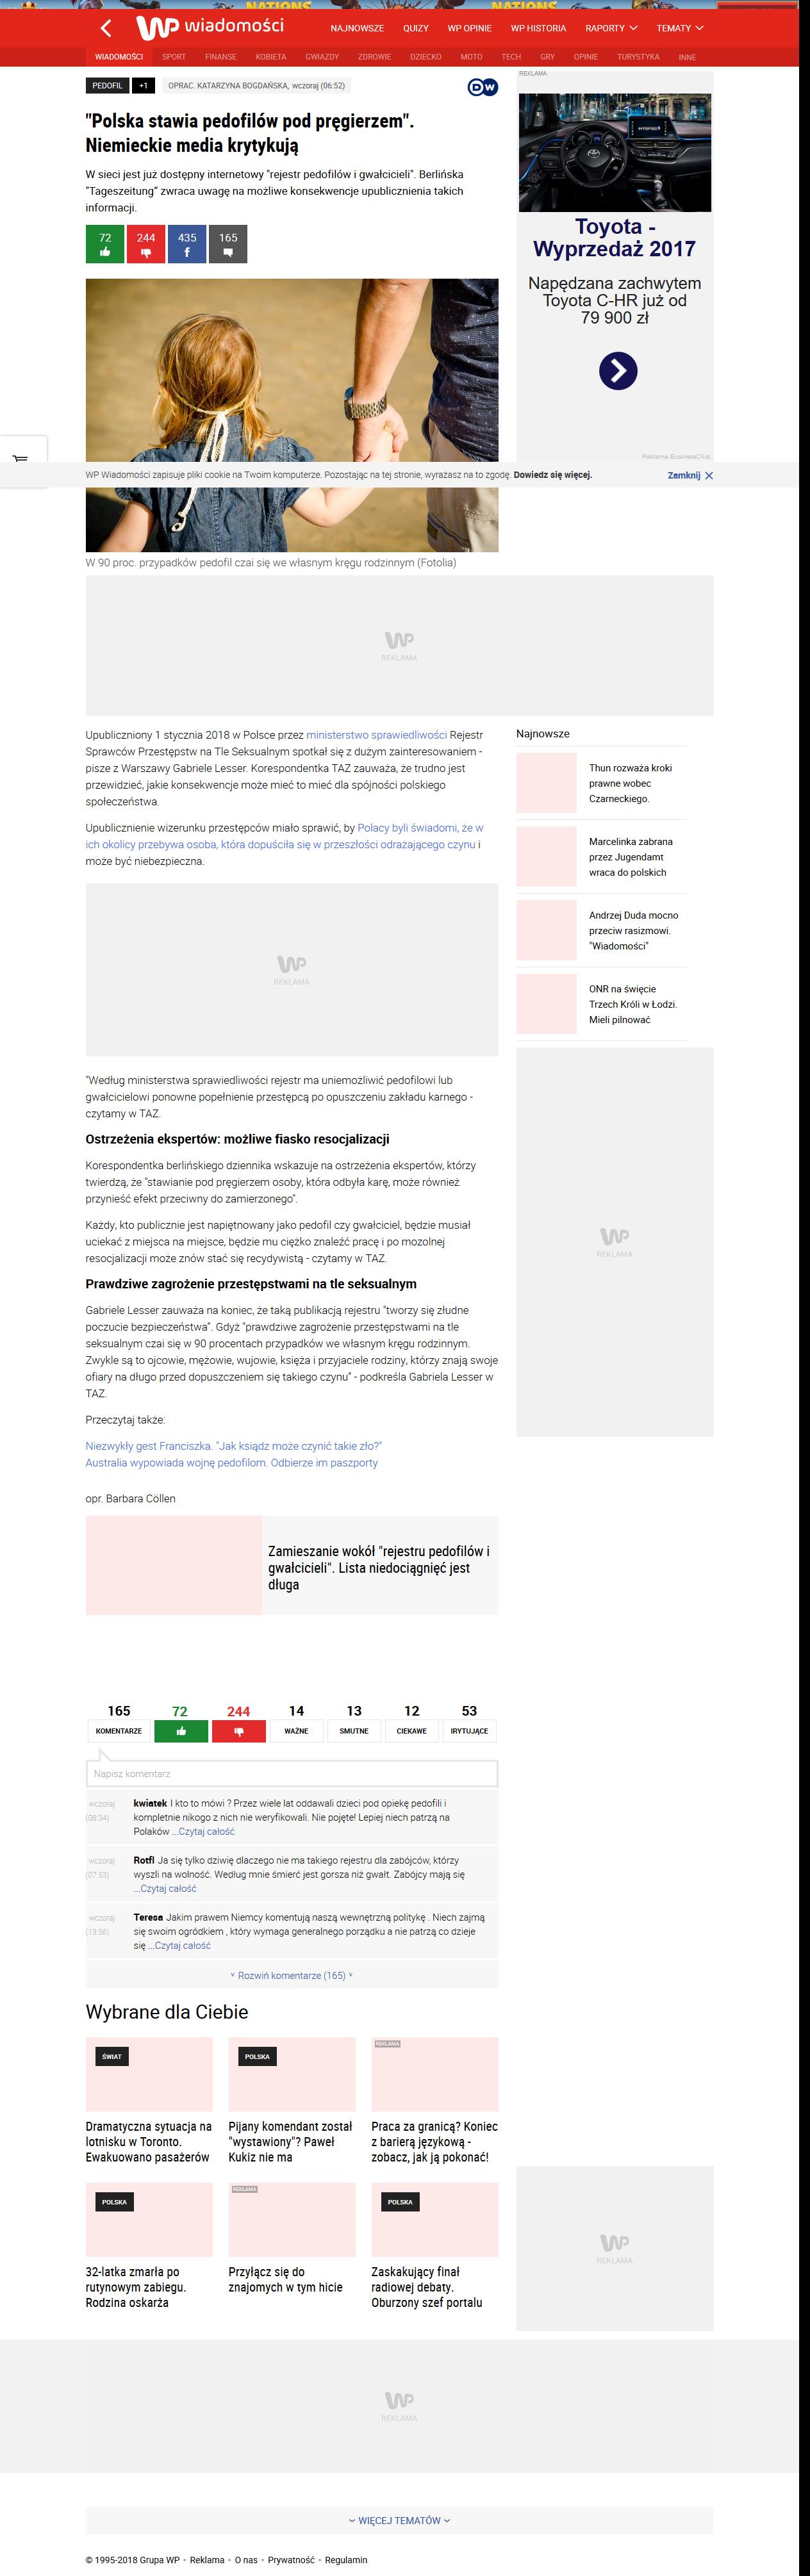 NATIONS NATIONS
WP wiadomości
NAJNOWSZE QUIZY WP OPINIE WP HISTORIA RAPORTY TEMATY
WIADOMOŚCI SPORT FINANSE KOBIETA GWIAZDY ZDROWIE DZIECKO MOTO TECH GRY OPINIE TURYSTYKA INNE
PEDOFIL +1 OPRAC. KATARZYNA BOGDAŃSKA, wczoraj (06:52)
DW
"Polska stawia pedofilów pod pręgierzem".
Niemieckie media krytykują
W sieci jest już dostępny internetowy "rejestr pedofilów i gwałcicieli". Berlińska
"Tageszeitung“ zwraca uwagę na możliwe konsekwencje upublicznienia takich
informacji.
72 244 435 165
REKLAMA
HYBRID
Toyota -
Wyprzedaż 2017
Napędzana zachwytem
Toyota C-HR już od
79 900 zł
Reklama BusinessClick
WP Wiadomości zapisuje pliki cookie na Twoim komputerze. Pozostając na tej stronie, wyrażasz na to zgodę. Dowiedz się więcej.
Zamknij
W 90 proc. przypadków pedofil czai się we własnym kręgu rodzinnym (Fotolia)
WP
REKLAMA
Upubliczniony 1 stycznia 2018 w Polsce przez ministerstwo sprawiedliwości Rejestr
Sprawców Przestępstw na Tle Seksualnym spotkał się z dużym zainteresowaniem -
pisze z Warszawy Gabriele Lesser. Korespondentka TAZ zauważa, że trudno jest
przewidzieć, jakie konsekwencje może mieć to mieć dla spójności polskiego
społeczeństwa.
Upublicznienie wizerunku przestępców miało sprawić, by Polacy byli świadomi, że w
ich okolicy przebywa osoba, która dopuściła się w przeszłości odrażającego czynu i
może być niebezpieczna.
WP
REKLAMA
"Według ministerstwa sprawiedliwości rejestr ma uniemożliwić pedofilowi lub
gwałcicielowi ponowne popełnienie przestępcą po opuszczeniu zakładu karnego -
czytamy w TAZ.
Ostrzeżenia ekspertów: możliwe fiasko resocjalizacji
Korespondentka berlińskiego dziennika wskazuje na ostrzeżenia ekspertów, którzy
twierdzą, że "stawianie pod pręgierzem osoby, która odbyła karę, może również
przynieść efekt przeciwny do zamierzonego".
Każdy, kto publicznie jest napiętnowany jako pedofil czy gwałciciel, będzie musiał
uciekać z miejsca na miejsce, będzie mu ciężko znaleźć pracę i po mozolnej
resocjalizacji może znów stać się recydywistą - czytamy w TAZ.
Prawdziwe zagrożenie przestępstwami na tle seksualnym
Gabriele Lesser zauważa na koniec, że taką publikacją rejestru "tworzy się złudne
poczucie bezpieczeństwa". Gdyż "prawdziwe zagrożenie przestępstwami na tle
seksualnym czai się w 90 procentach przypadków we własnym kręgu rodzinnym.
Zwykle są to ojcowie, mężowie, wujowie, księża i przyjaciele rodziny, którzy znają swoje
ofiary na długo przed dopuszczeniem się takiego czynu" - podkreśla Gabriela Lesser w
TAZ.
Przeczytaj także:
Niezwykły gest Franciszka. "Jak ksiądz może czynić takie zło?"
Australia wypowiada wojnę pedofilom. Odbierze im paszporty
opr. Barbara Cöllen
Zamieszanie wokół "rejestru pedofilów i
gwałcicieli". Lista niedociągnięć jest
długa
Najnowsze
Thun rozważa kroki
prawne wobec
Czarneckiego.
Marcelinka zabrana
przez Jugendamt
wraca do polskich
Andrzej Duda mocno
przeciw rasizmowi.
"Wiadomości"
ONR na święcie
Trzech Króli w Łodzi.
Mieli pilnować
WP
REKLAMA
165 72 244 14 13 12 53
KOMENTARZE WAŻNE SMUTNE CIEKAWE IRYTUJĄCE
Napisz komentarz
wczoraj
(08:34)
kwiatek I kto to mówi ? Przez wiele lat oddawali dzieci pod opiekę pedofili i
kompletnie nikogo z nich nie weryfikowali. Nie pojęte! Lepiej niech patrzą na
Polaków ...Czytaj całość
wczoraj
(07:53)
Rotfl Ja się tylko dziwię dlaczego nie ma takiego rejestru dla zabójców, którzy
wyszli na wolność. Według mnie śmierć jest gorsza niż gwałt. Zabójcy mają się
...Czytaj całość
wczoraj
(13:56)
Teresa Jakim prawem Niemcy komentują naszą wewnętrzną politykę . Niech zajmą
się swoim ogródkiem , który wymaga generalnego porządku a nie patrzą co dzieje
się ...Czytaj całość
Rozwiń komentarze (165)
Wybrane dla Ciebie
ŚWIAT
Dramatyczna sytuacja na
lotnisku w Toronto.
Ewakuowano pasażerów
POLSKA
Pijany komendant został
"wystawiony"? Paweł
Kukiz nie ma
REKLAMA
Praca za granicą? Koniec
z barierą językową -
zobacz, jak ją pokonać!
POLSKA
32-latka zmarła po
rutynowym zabiegu.
Rodzina oskarża
REKLAMA
Przyłącz się do
znajomych w tym hicie
POLSKA
Zaskakujący finał
radiowej debaty.
Oburzony szef portalu
WP
REKLAMA
WP
REKLAMA
WIĘCEJ TEMATÓW
© 1995-2018 Grupa WP • Reklama • O nas • Prywatność • Regulamin